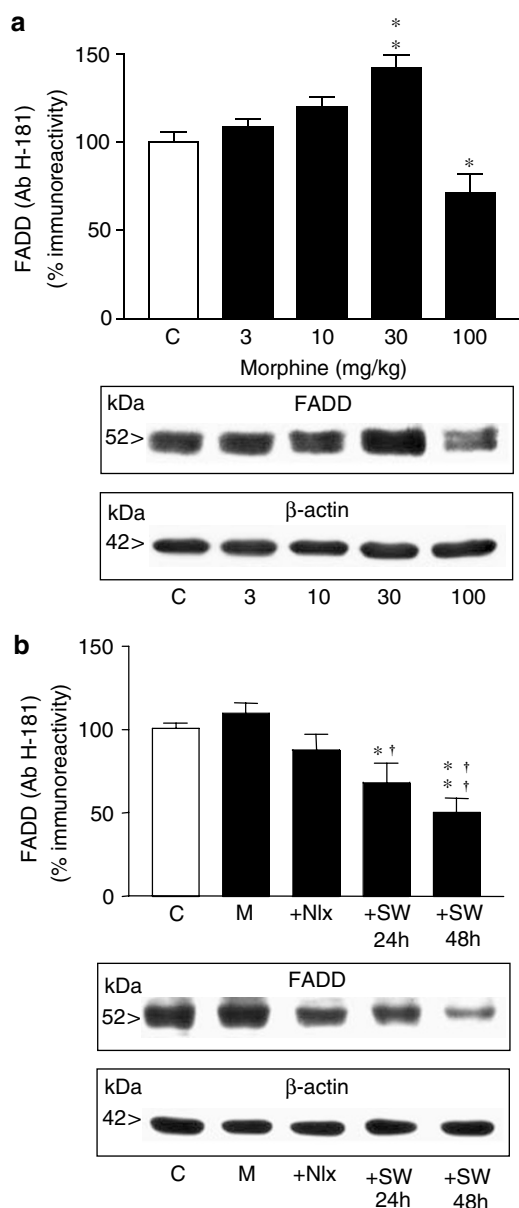 a
FADD (Ab H-181)
(% immunoreactivity)
150
100
50
0
*
*
*
C 3 10 30 100
Morphine (mg/kg)
kDa FADD
52>
kDa β-actin
42>
C 3 10 30 100
b
FADD (Ab H-181)
(% immunoreactivity)
150
100
50
0
* †
* †
* †
C M +Nlx +SW 24h +SW 48h
kDa FADD
52>
kDa β-actin
42>
C M +Nlx +SW 24h +SW 48h